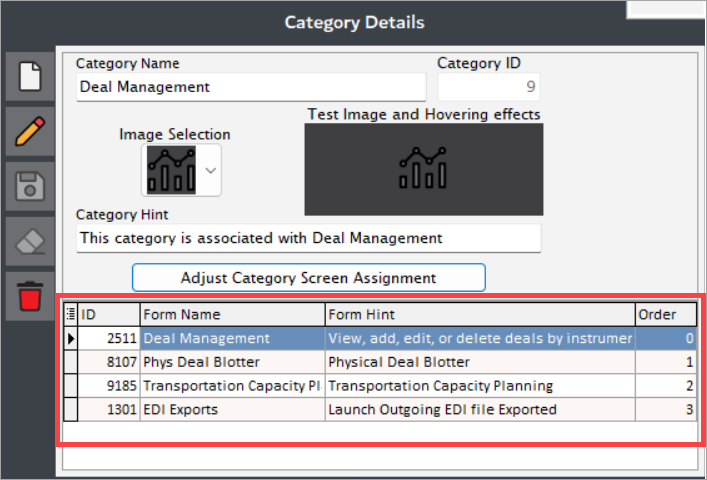 Category Details
Category Name
Category ID
Deal Management
9
Test Image and Hovering effects
Image Selection
Category Hint
This category is associated with Deal Management
Adjust Category Screen Assignment
ID Form Name Form Hint Order
2511 Deal Management View, add, edit, or delete deals by instrumer 0
8107 Phys Deal Blotter Physical Deal Blotter 1
9185 Transportation Capacity Pl Transportation Capacity Planning 2
1301 EDI Exports Launch Outgoing EDI file Exported 3